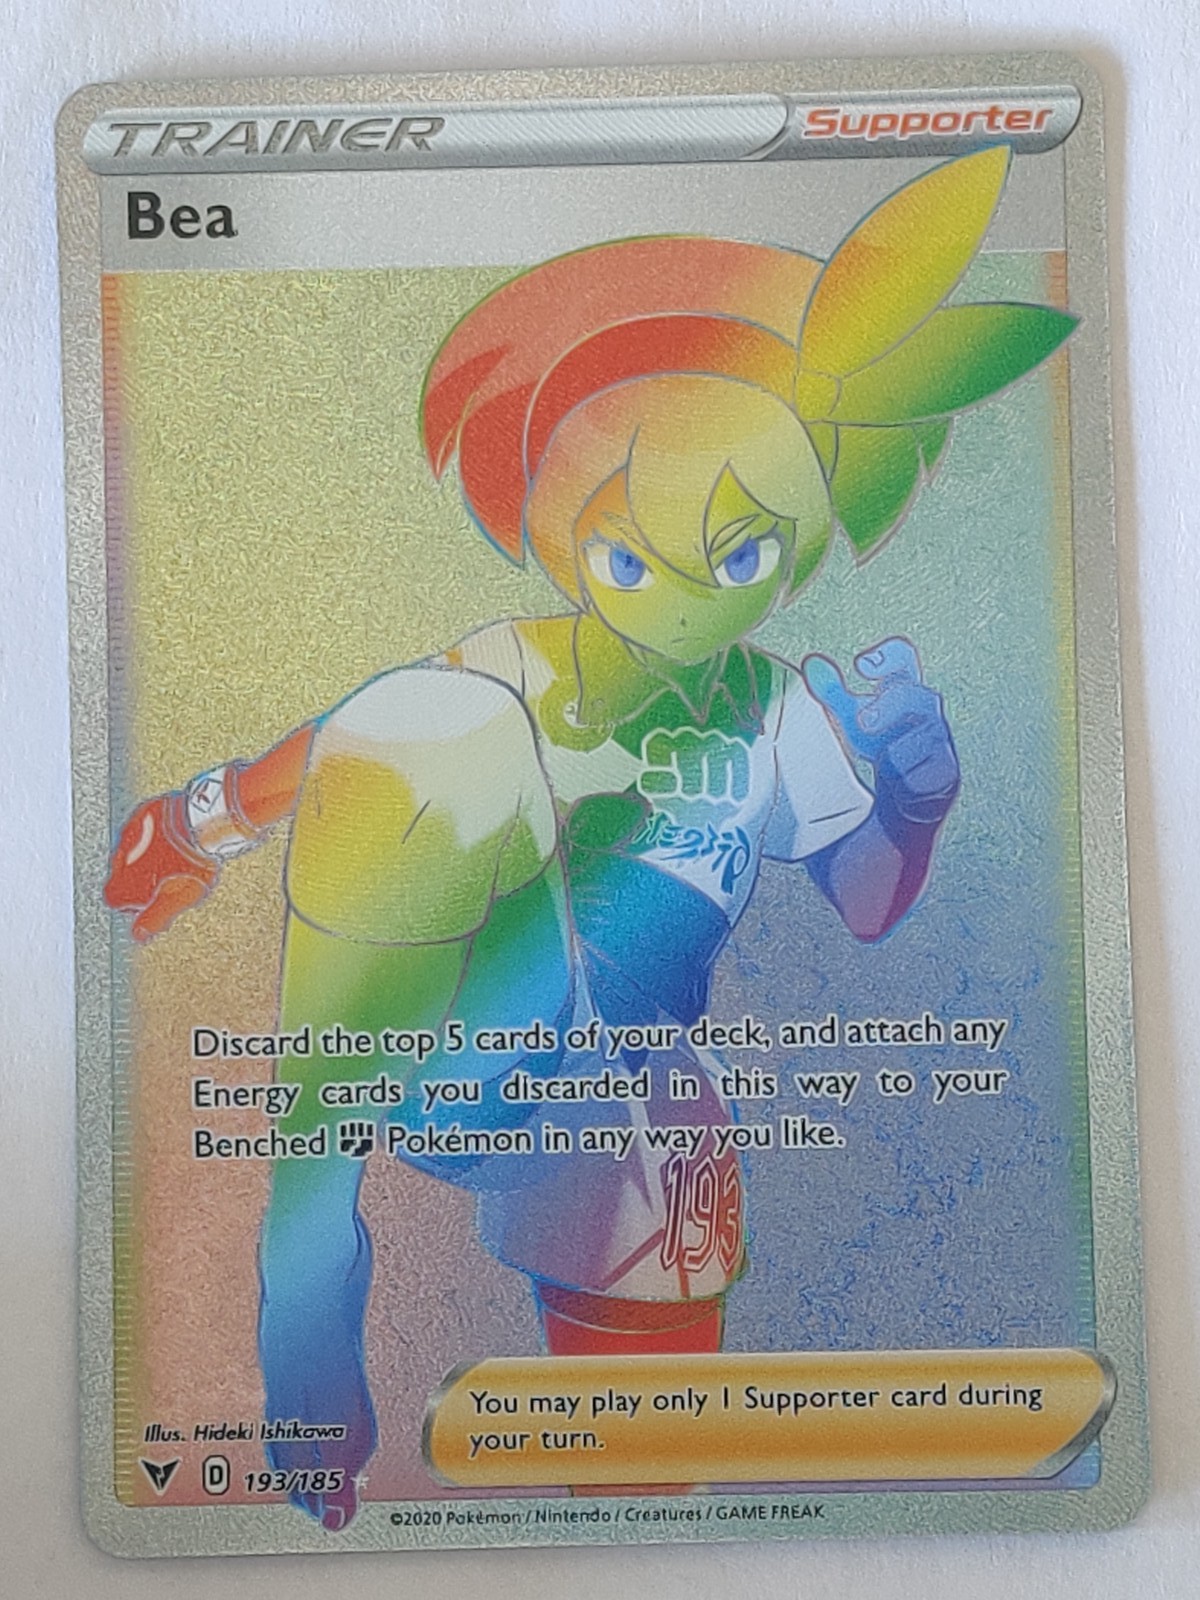 TRAINER Supporter
Bea
Discard the top 5 cards of your deck, and attach any
Energy cards you discarded in this way to your
Benched Pokémon in any way you like.
193
You may play only 1 Supporter card during
your turn.
Illus. Hideki Ishikawa
D 193/185
©2020 Pokémon / Nintendo / Creatures / GAME FREAK